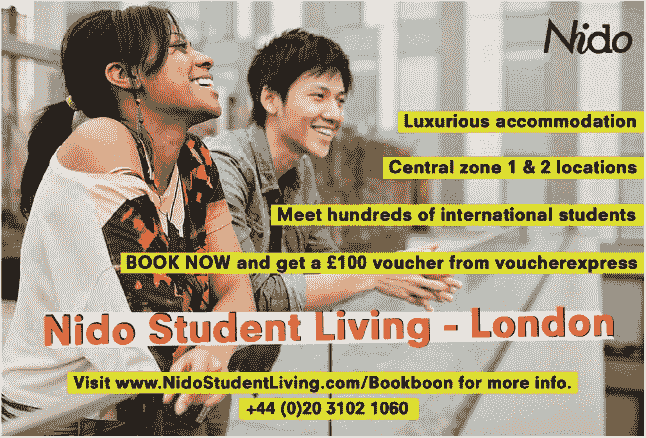 Nido
Luxurious accommodation
Central zone 1 & 2 locations
Meet hundreds of international students
BOOK NOW and get a £100 voucher from voucherexpress
Nido Student Living - London
Visit www.NidoStudentLiving.com/Bookboon for more info.
+44 (0)20 3102 1060